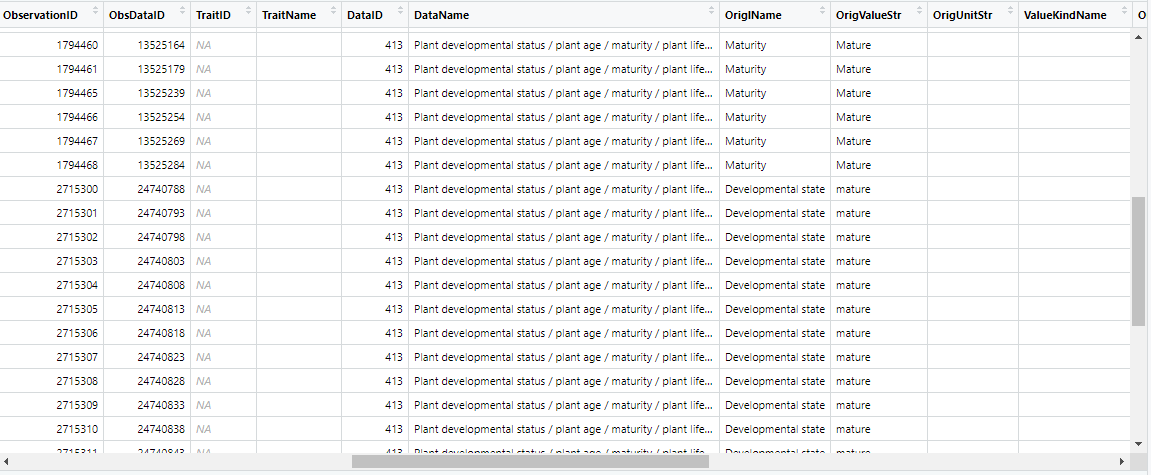 ObservationID ObsDataID TraitID TraitName DataID DataName OrigIName OrigValueStr OrigUnitStr ValueKindName O
1794460 13525164 NA 413 Plant developmental status / plant age / maturity / plant life... Maturity Mature
1794461 13525179 NA 413 Plant developmental status / plant age / maturity / plant life... Maturity Mature
1794465 13525239 NA 413 Plant developmental status / plant age / maturity / plant life... Maturity Mature
1794466 13525254 NA 413 Plant developmental status / plant age / maturity / plant life... Maturity Mature
1794467 13525269 NA 413 Plant developmental status / plant age / maturity / plant life... Maturity Mature
1794468 13525284 NA 413 Plant developmental status / plant age / maturity / plant life... Maturity Mature
2715300 24740788 NA 413 Plant developmental status / plant age / maturity / plant life... Developmental state mature
2715301 24740793 NA 413 Plant developmental status / plant age / maturity / plant life... Developmental state mature
2715302 24740798 NA 413 Plant developmental status / plant age / maturity / plant life... Developmental state mature
2715303 24740803 NA 413 Plant developmental status / plant age / maturity / plant life... Developmental state mature
2715304 24740808 NA 413 Plant developmental status / plant age / maturity / plant life... Developmental state mature
2715305 24740813 NA 413 Plant developmental status / plant age / maturity / plant life... Developmental state mature
2715306 24740818 NA 413 Plant developmental status / plant age / maturity / plant life... Developmental state mature
2715307 24740823 NA 413 Plant developmental status / plant age / maturity / plant life... Developmental state mature
2715308 24740828 NA 413 Plant developmental status / plant age / maturity / plant life... Developmental state mature
2715309 24740833 NA 413 Plant developmental status / plant age / maturity / plant life... Developmental state mature
2715310 24740838 NA 413 Plant developmental status / plant age / maturity / plant life... Developmental state mature
2715311 24740843 NA 413 Plant developmental status / plant age / maturity / plant life... Developmental state mature